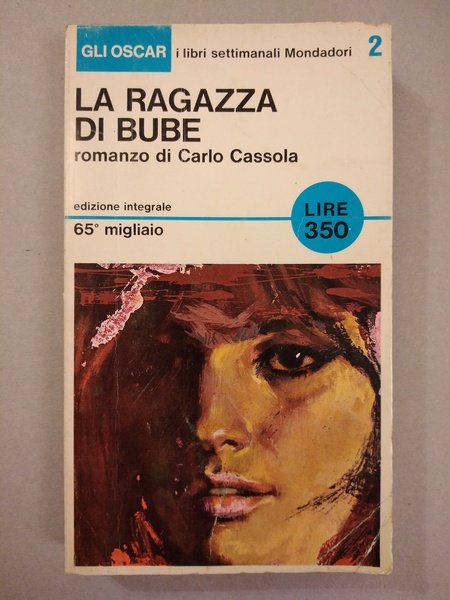 GLI OSCAR i libri settimanali Mondadori 2
LA RAGAZZA
DI BUBE
romanzo di Carlo Cassola
edizione integrale
65° migliaio
LIRE
350